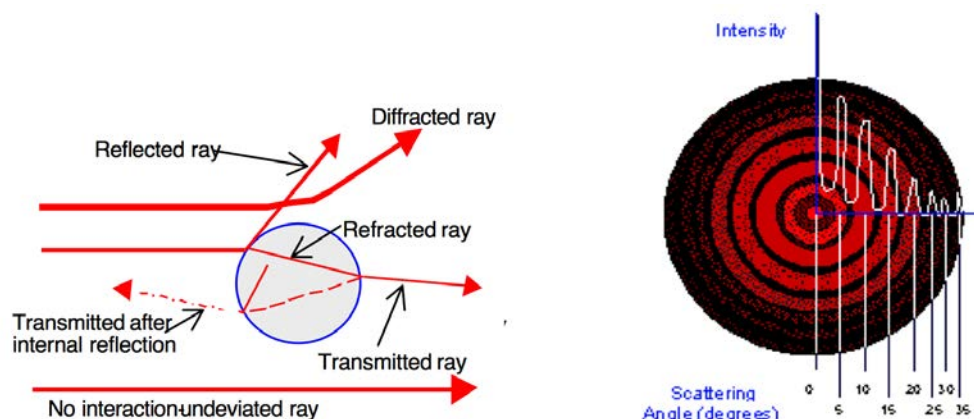 Diffracted ray
Reflected ray
Refracted ray
Transmitted after
internal reflection
Transmitted ray
No interaction-undeviated ray
Intensity
Scattering
Angle (degrees)
0 10 20 30
5 15 25 35